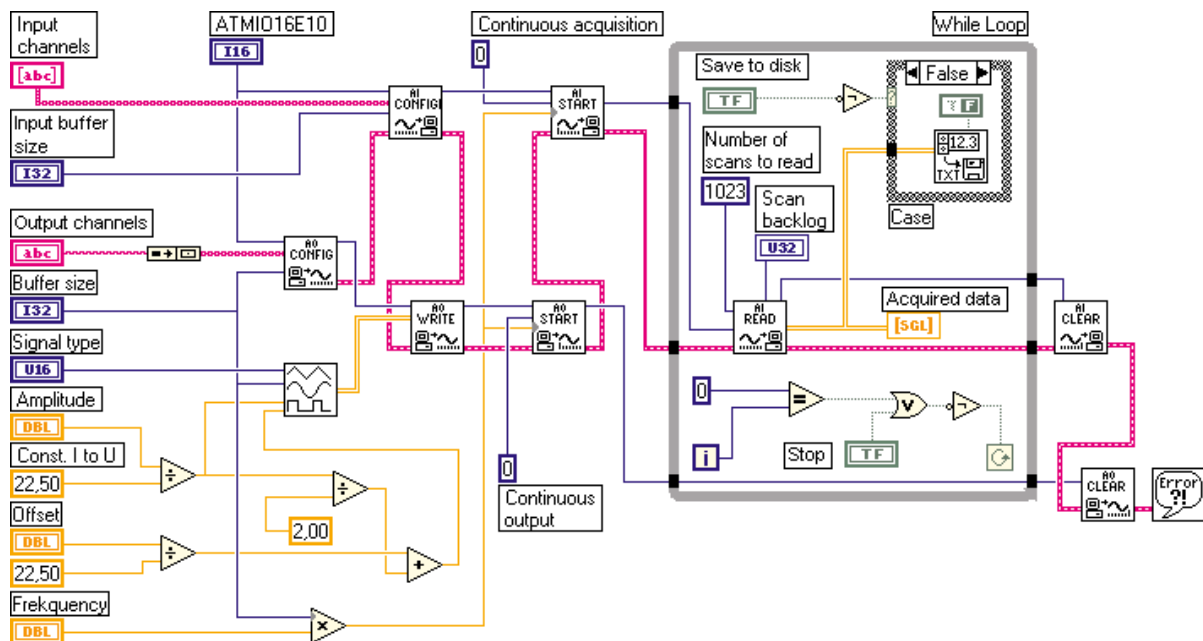 Input
channels
[abc]
ATMIO16E10
I16
Continuous acquisition
0
While Loop
Input buffer
size
I32
AI
CONFIG
AI
START
Save to disk
TF
False
?
? F
12.3
TXT
Number of
scans to read
1023
Scan
backlog
U32
Case
Output channels
abc
AO
CONFIG
Buffer size
I32
AO
WRITE
AO
START
AI
READ
Acquired data
[SGL]
AI
CLEAR
Signal type
U16
Amplitude
DBL
Const. I to U
22,50
÷
÷
2,00
0
Continuous
output
0
=
i
V
Stop
TF
AO
CLEAR
Error
?!
Offset
DBL
22,50
÷
+
Frekquency
DBL
x